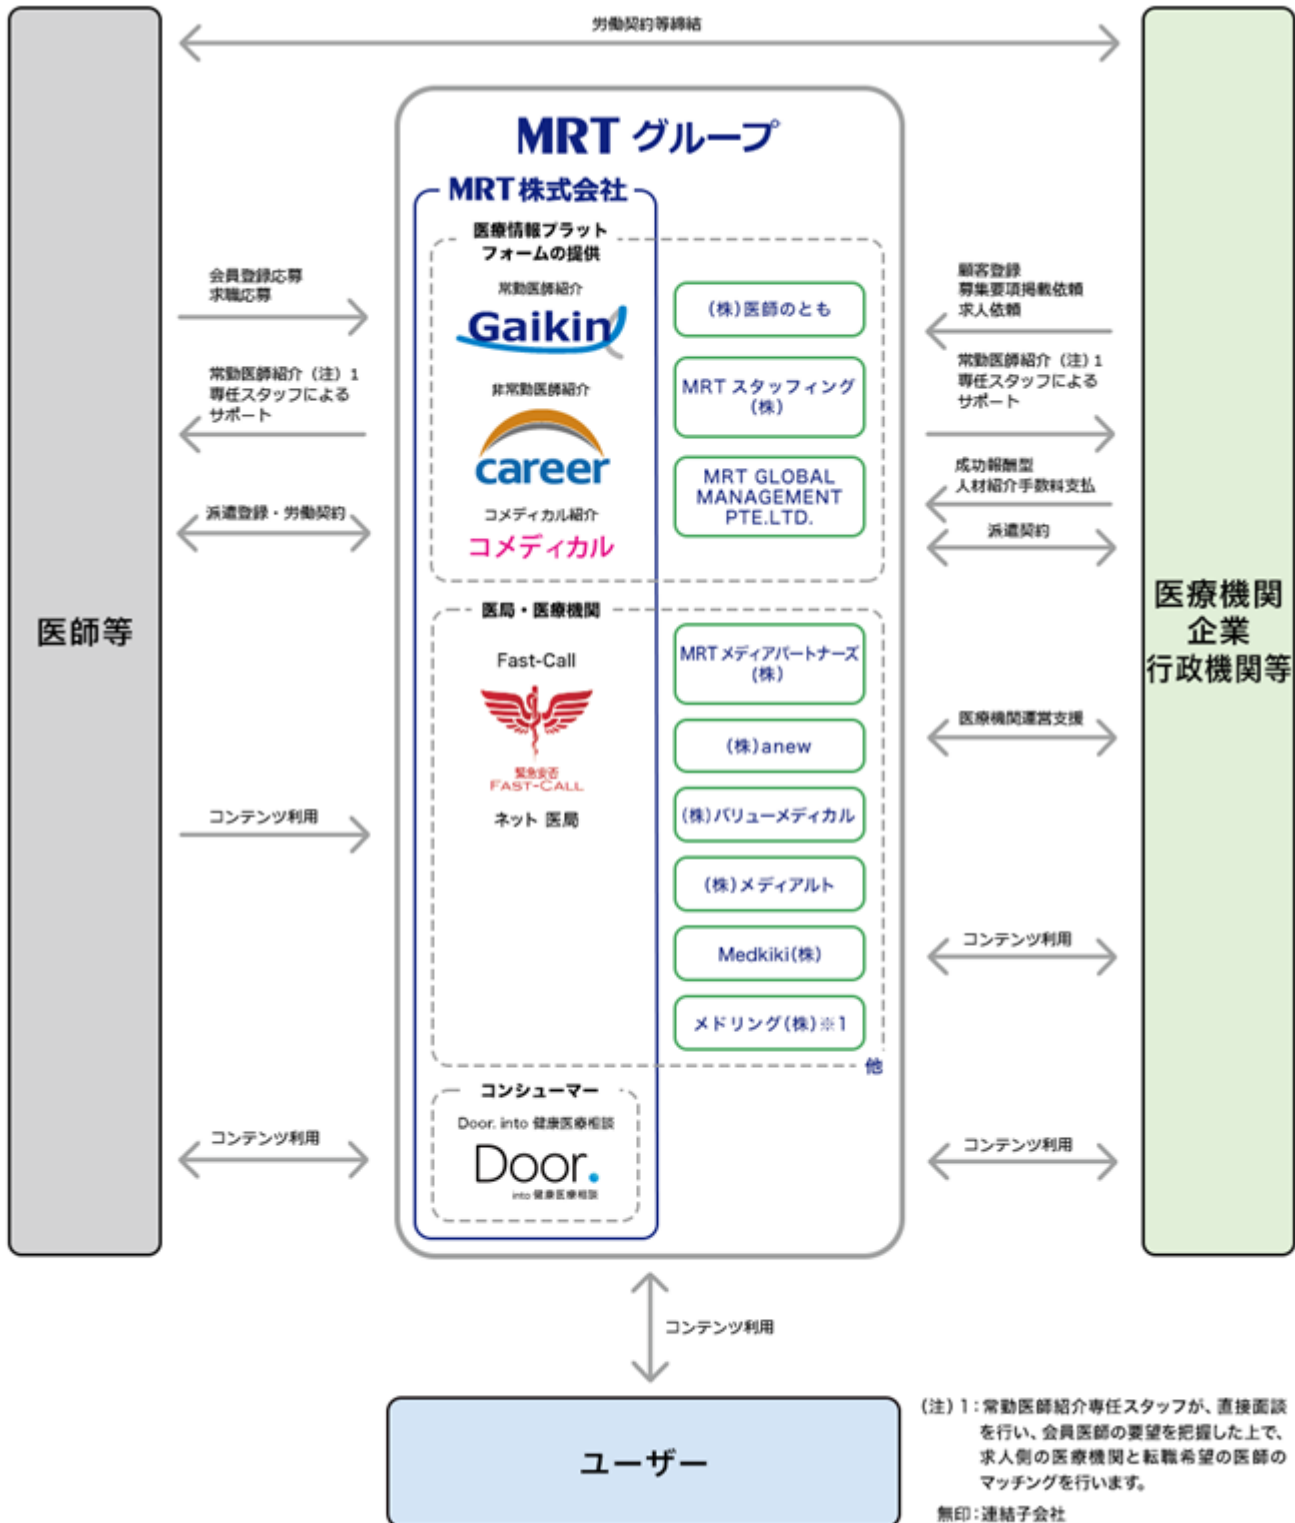 労働契約等締結
MRT グループ
MRT 株式会社
医療情報プラット
フォームの提供
常勤医師紹介
Gaikin
非常勤医師紹介
career
コメディカル紹介
コメディカル
(株)医師のとも
MRT スタッフィング
(株)
MRT GLOBAL
MANAGEMENT
PTE.LTD.
医局・医療機関
Fast-Call
緊急安否
FAST-CALL
ネット 医局
MRT メディアパートナーズ
(株)
(株)anew
(株)バリューメディカル
(株)メディアルト
Medkiki(株)
メドリング(株)※1
他
コンシューマー
Door. into 健康医療相談
Door.
into 健康医療相談
医師等
会員登録応募
求職応募
常勤医師紹介(注)1
専任スタッフによる
サポート
派遣登録・労働契約
コンテンツ利用
コンテンツ利用
顧客登録
募集要項掲載依頼
求人依頼
常勤医師紹介(注)1
専任スタッフによる
サポート
成功報酬型
人材紹介手数料支払
派遣契約
医療機関運営支援
コンテンツ利用
コンテンツ利用
医療機関
企業
行政機関等
コンテンツ利用
ユーザー
(注)1:常勤医師紹介専任スタッフが、直接面談
を行い、会員医師の要望を把握した上で、
求人側の医療機関と転職希望の医師の
マッチングを行います。
無印:連結子会社